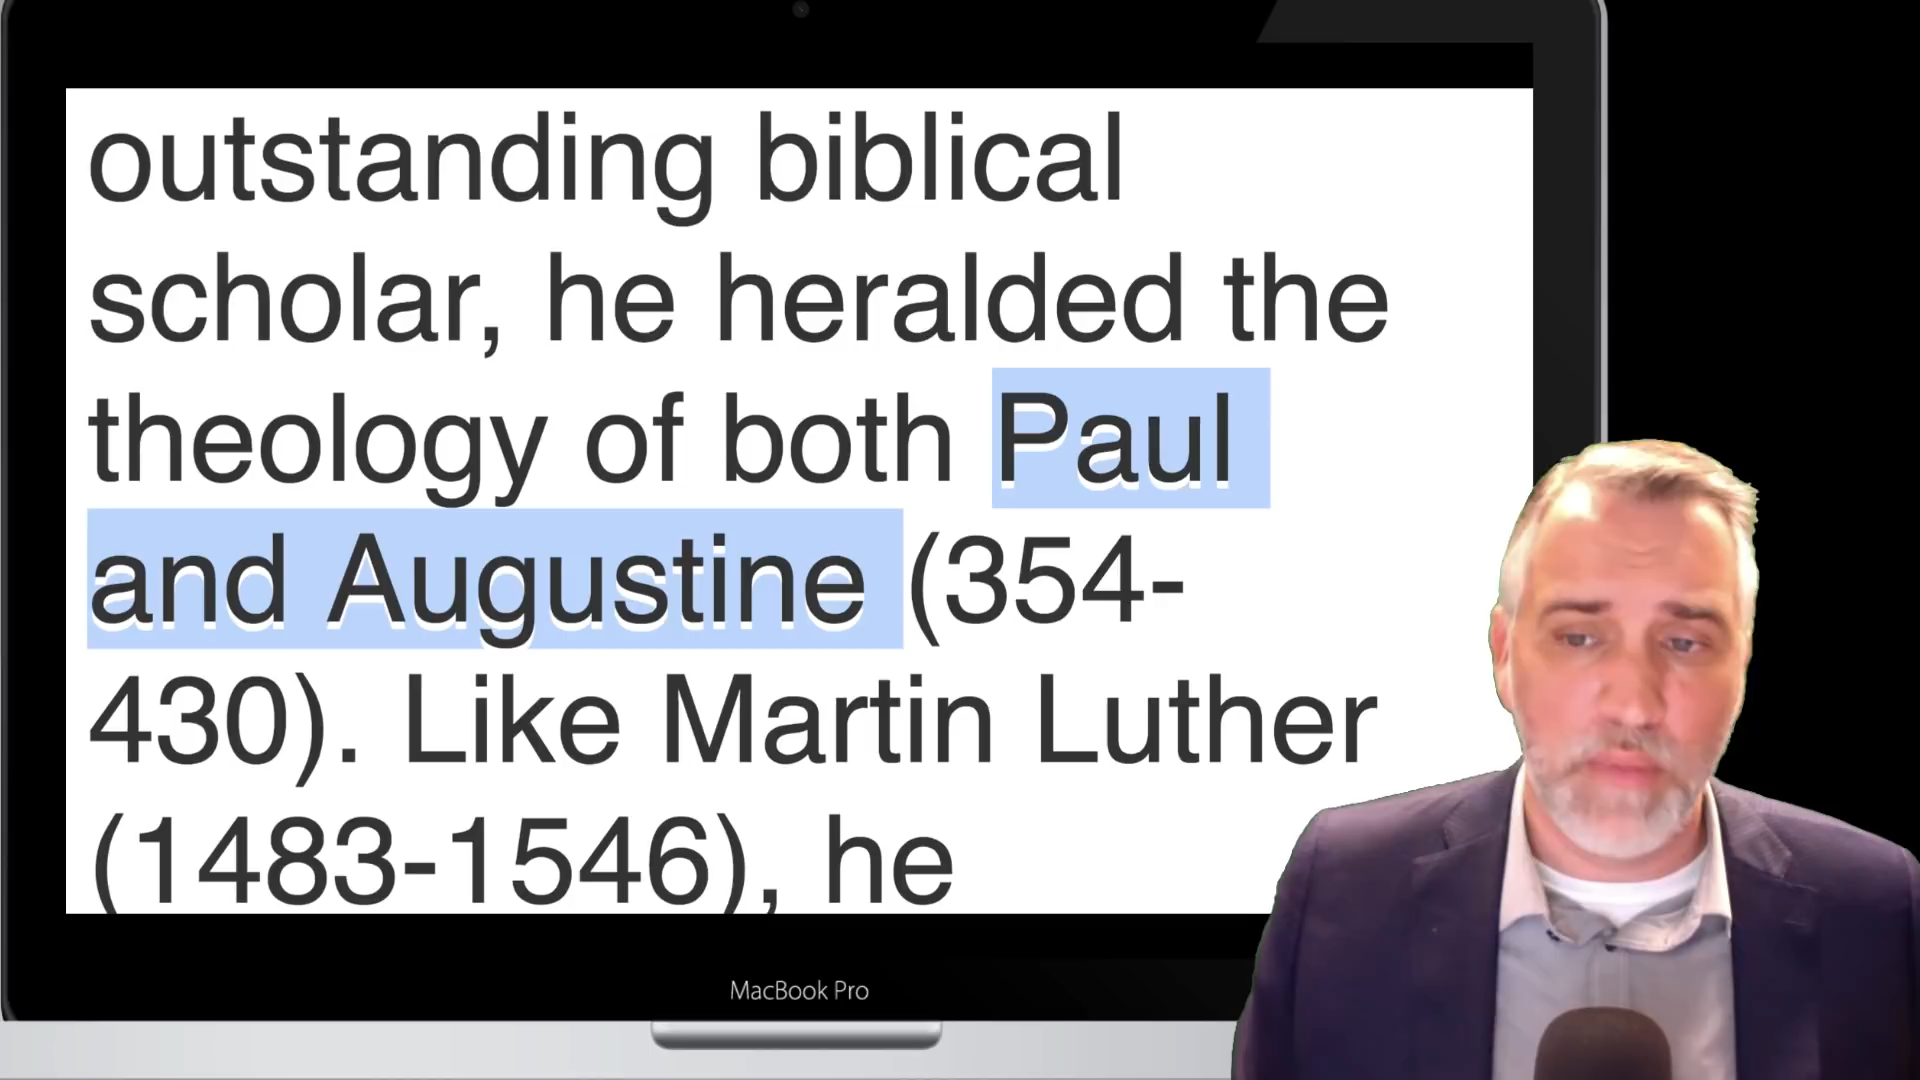 outstanding biblical
scholar, he heralded the
theology of both Paul
and Augustine (354-
430). Like Martin Luther
(1483-1546), he
MacBook Pro